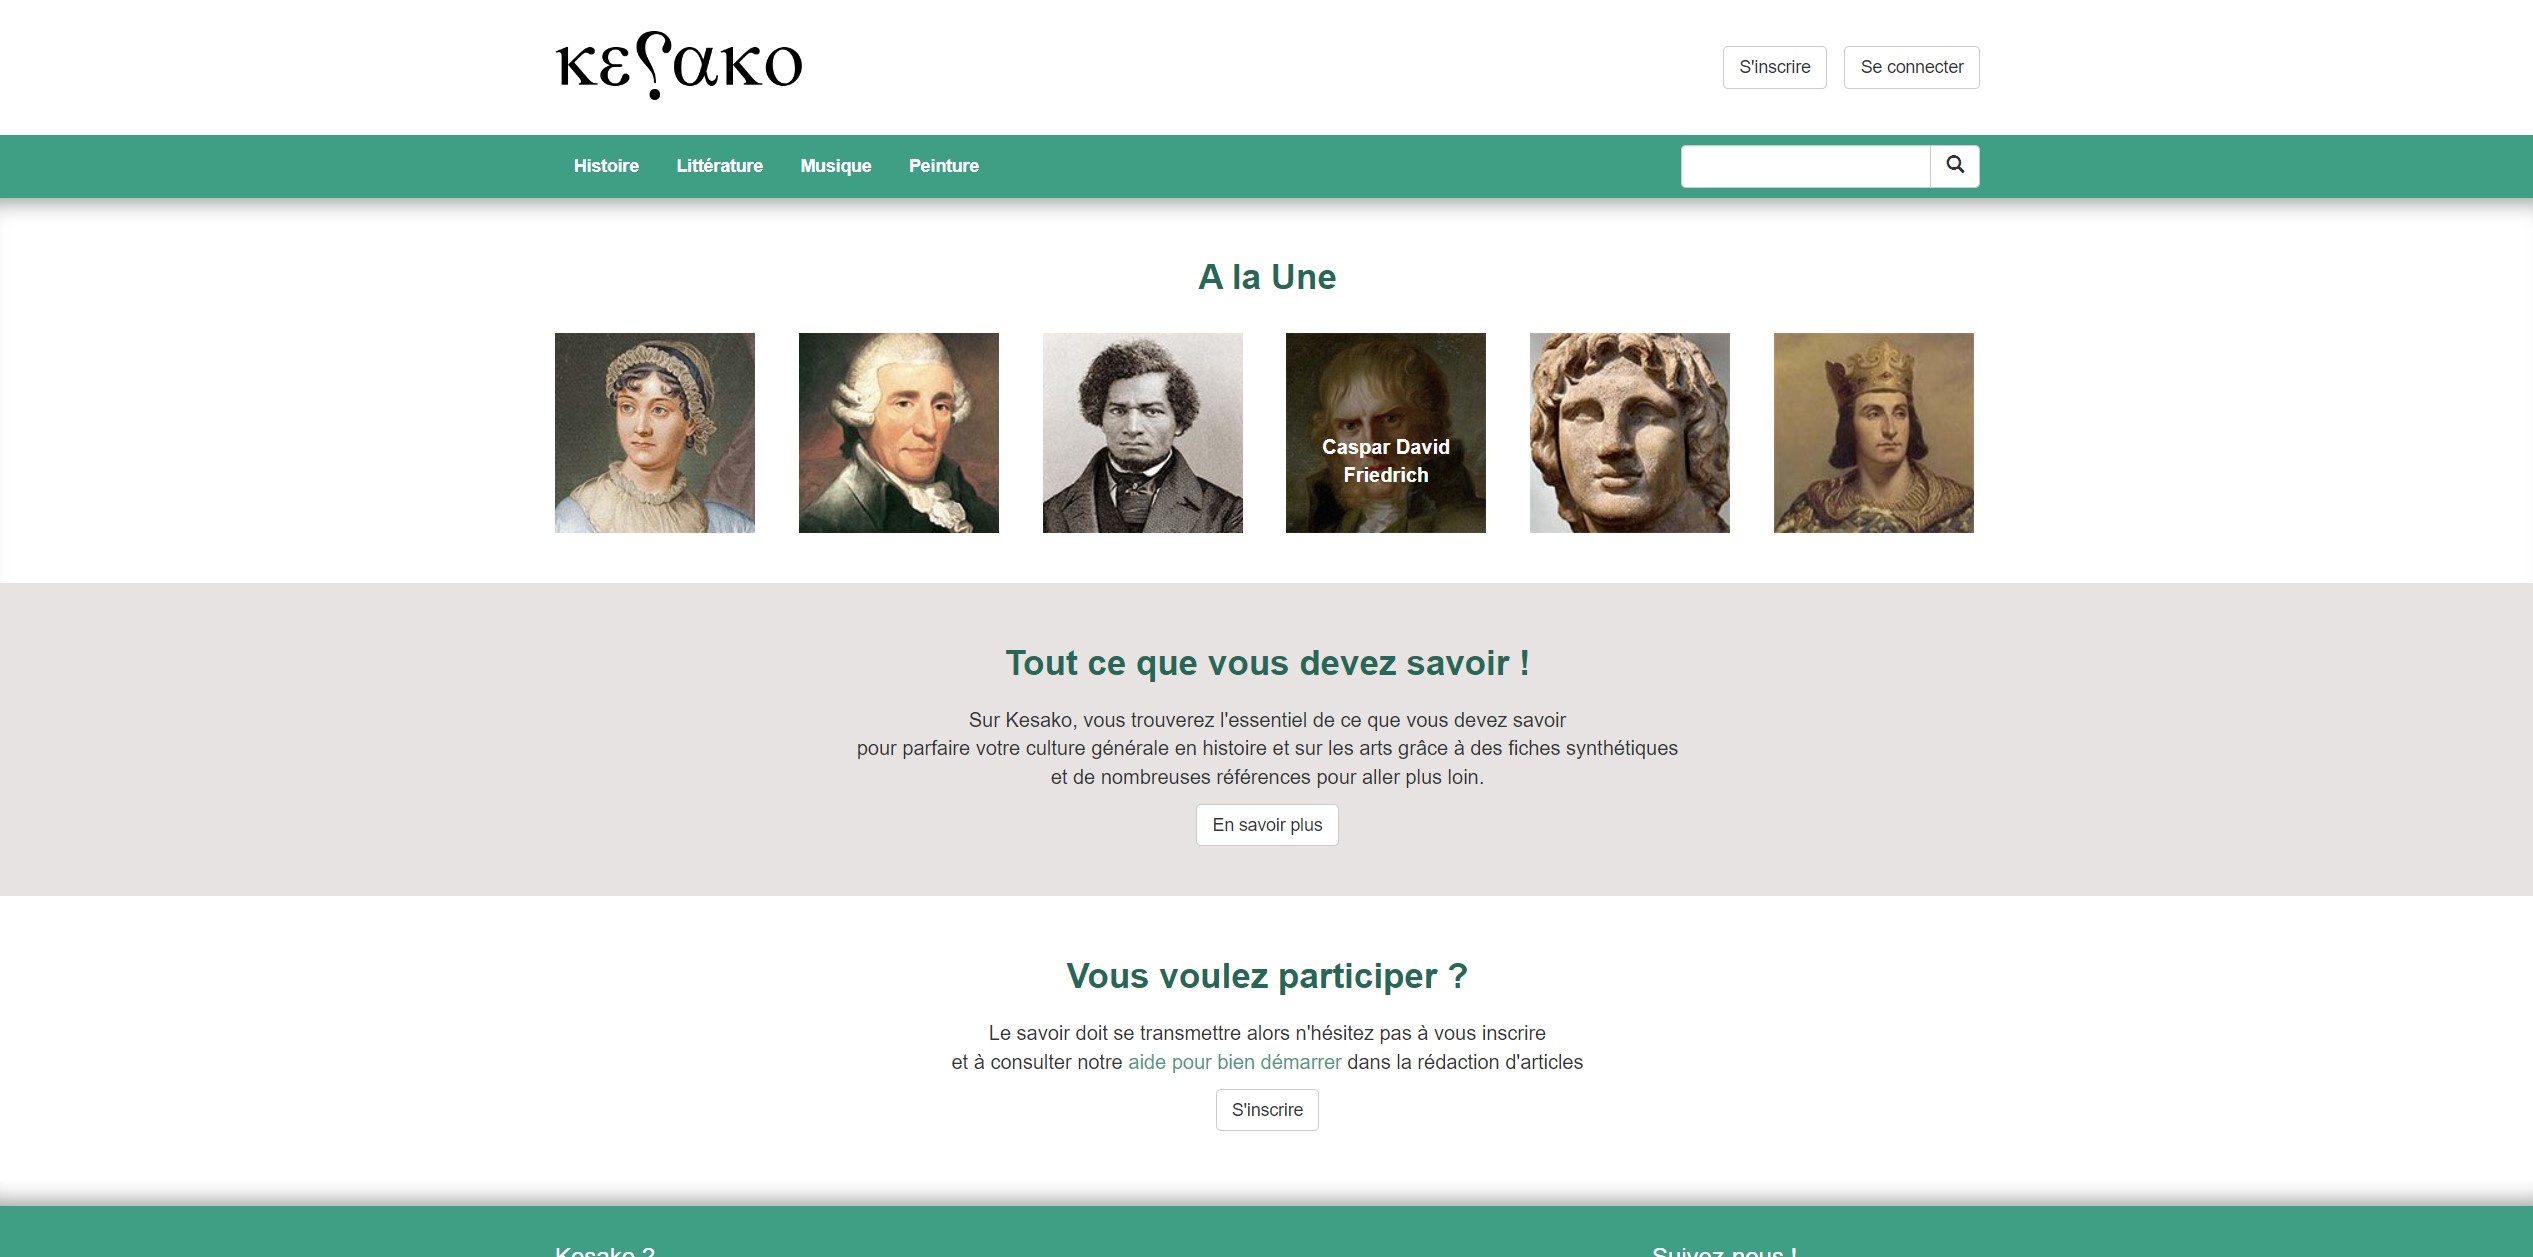 κε⸮ακο
S'inscrire
Se connecter
Histoire
Littérature
Musique
Peinture
A la Une
Caspar David
Friedrich
Tout ce que vous devez savoir !
Sur Kesako, vous trouverez l'essentiel de ce que vous devez savoir
pour parfaire votre culture générale en histoire et sur les arts grâce à des fiches synthétiques
et de nombreuses références pour aller plus loin.
En savoir plus
Vous voulez participer ?
Le savoir doit se transmettre alors n'hésitez pas à vous inscrire
et à consulter notre aide pour bien démarrer dans la rédaction d'articles
S'inscrire
Kesako ?
Suivez-nous !